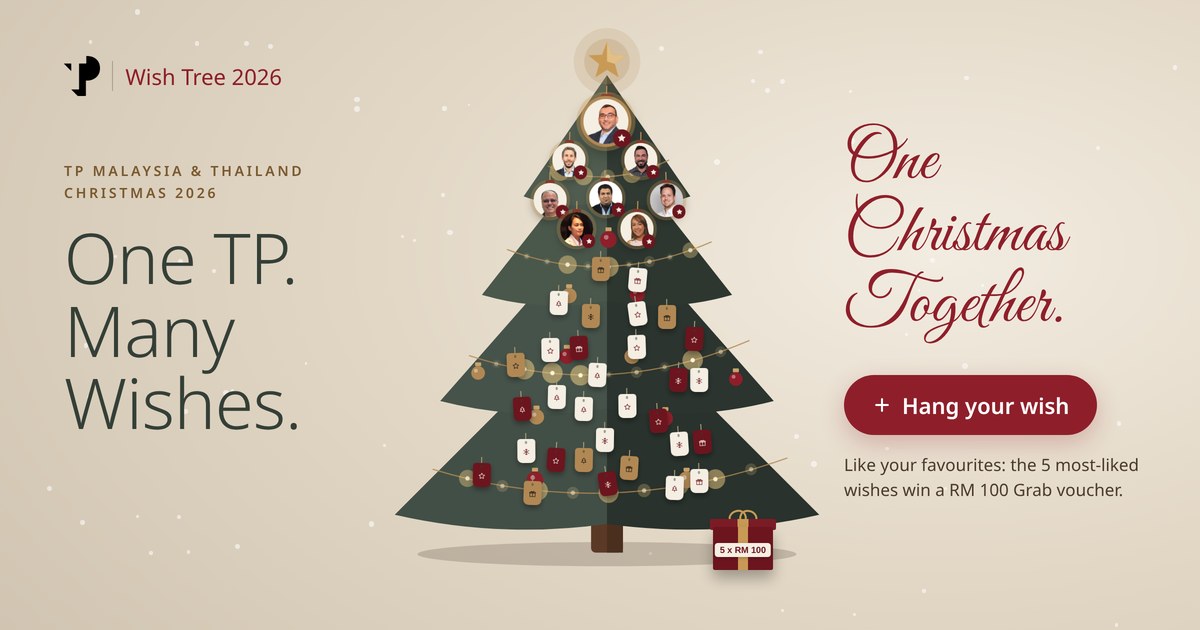 Wish Tree 2026
TP MALAYSIA & THAILAND
CHRISTMAS 2026
One TP.
Many
Wishes.
One
Christmas
Together.
+ Hang your wish
Like your favourites: the 5 most-liked
wishes win a RM 100 Grab voucher.
5 x RM 100